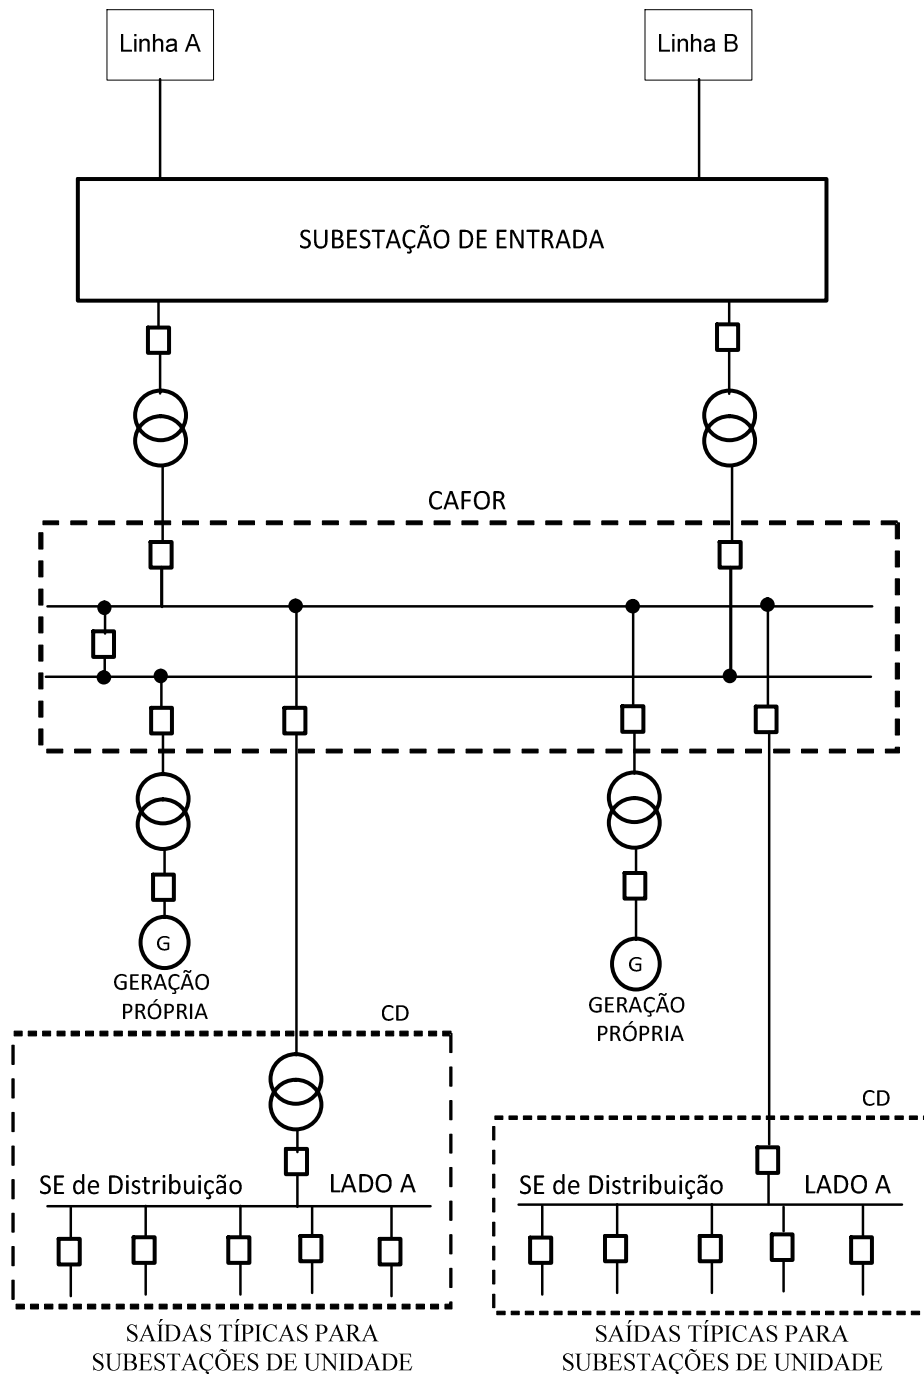 Linha A
Linha B
SUBESTAÇÃO DE ENTRADA
CAFOR
G
GERAÇÃO
PRÓPRIA
G
GERAÇÃO
PRÓPRIA
CD
SE de Distribuição
LADO A
SAÍDAS TÍPICAS PARA
SUBESTAÇÕES DE UNIDADE
CD
SE de Distribuição
LADO A
SAÍDAS TÍPICAS PARA
SUBESTAÇÕES DE UNIDADE